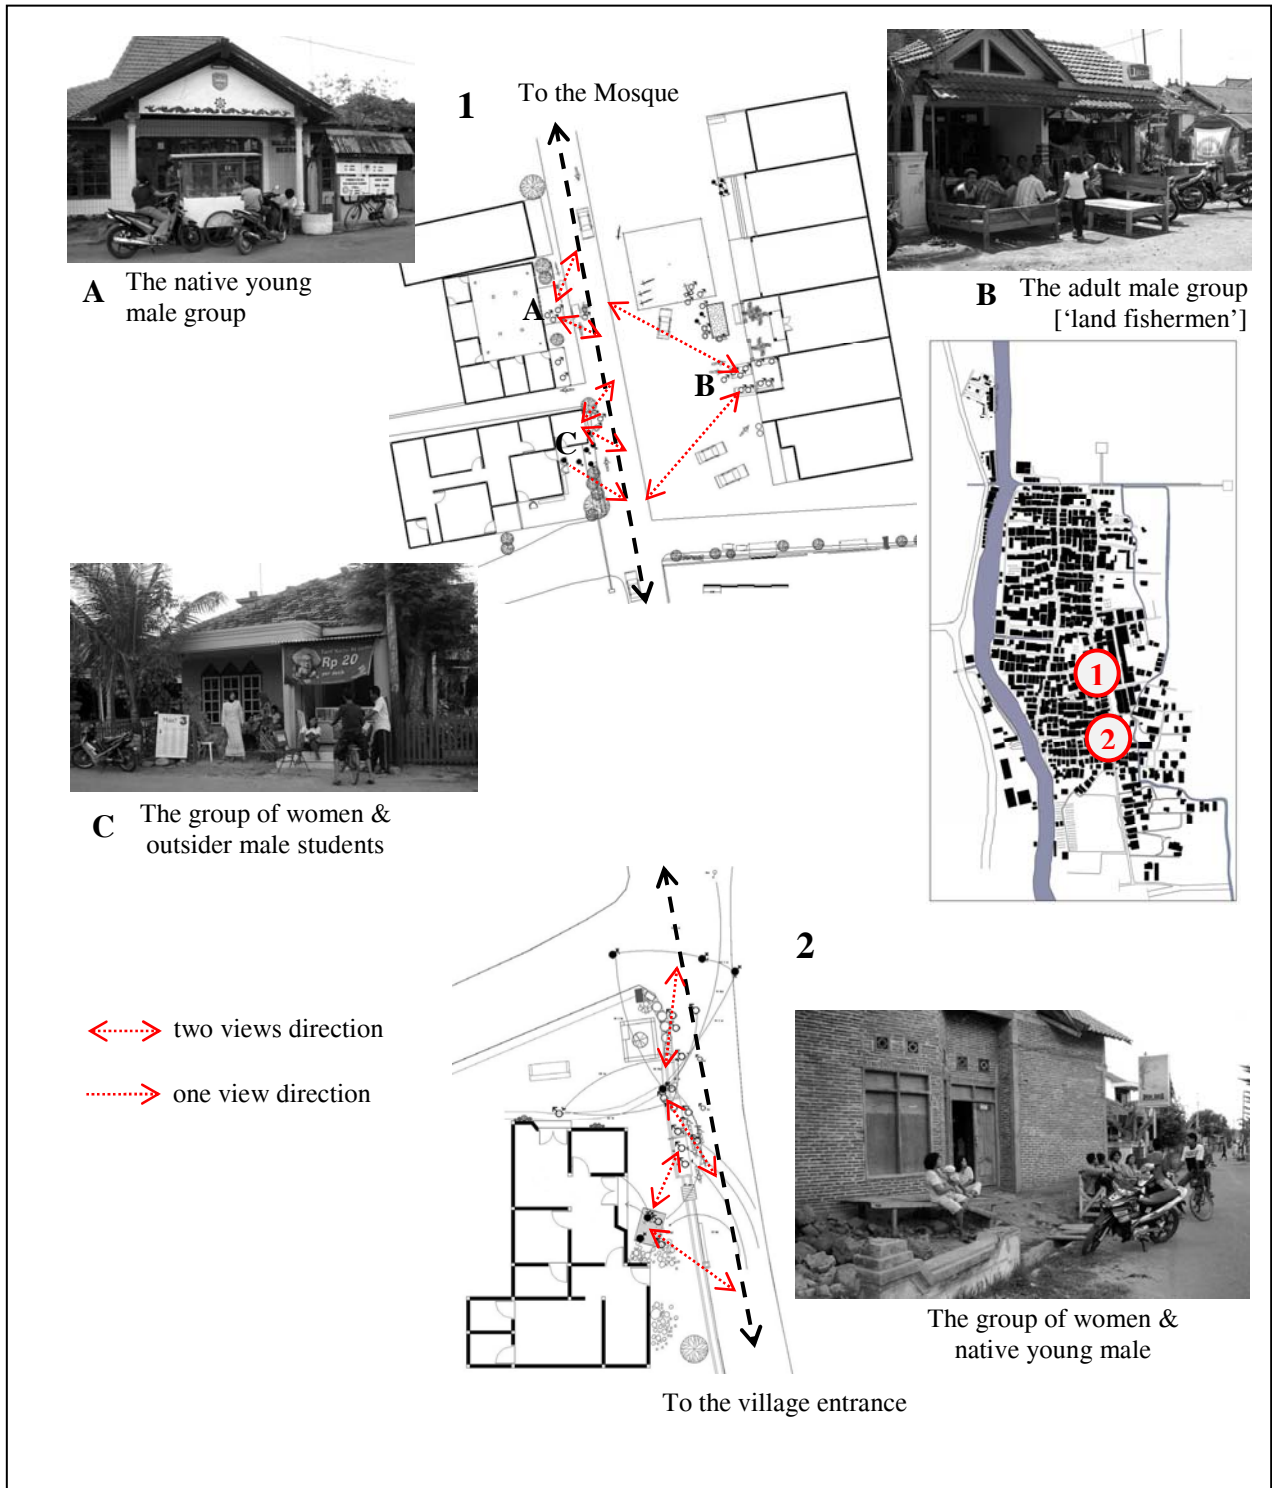 1
To the Mosque
A
The native young
male group
B
The adult male group
['land fishermen']
A
B
C
Rp 20
C
The group of women &
outsider male students
1
2
2
two views direction
one view direction
The group of women &
native young male
To the village entrance